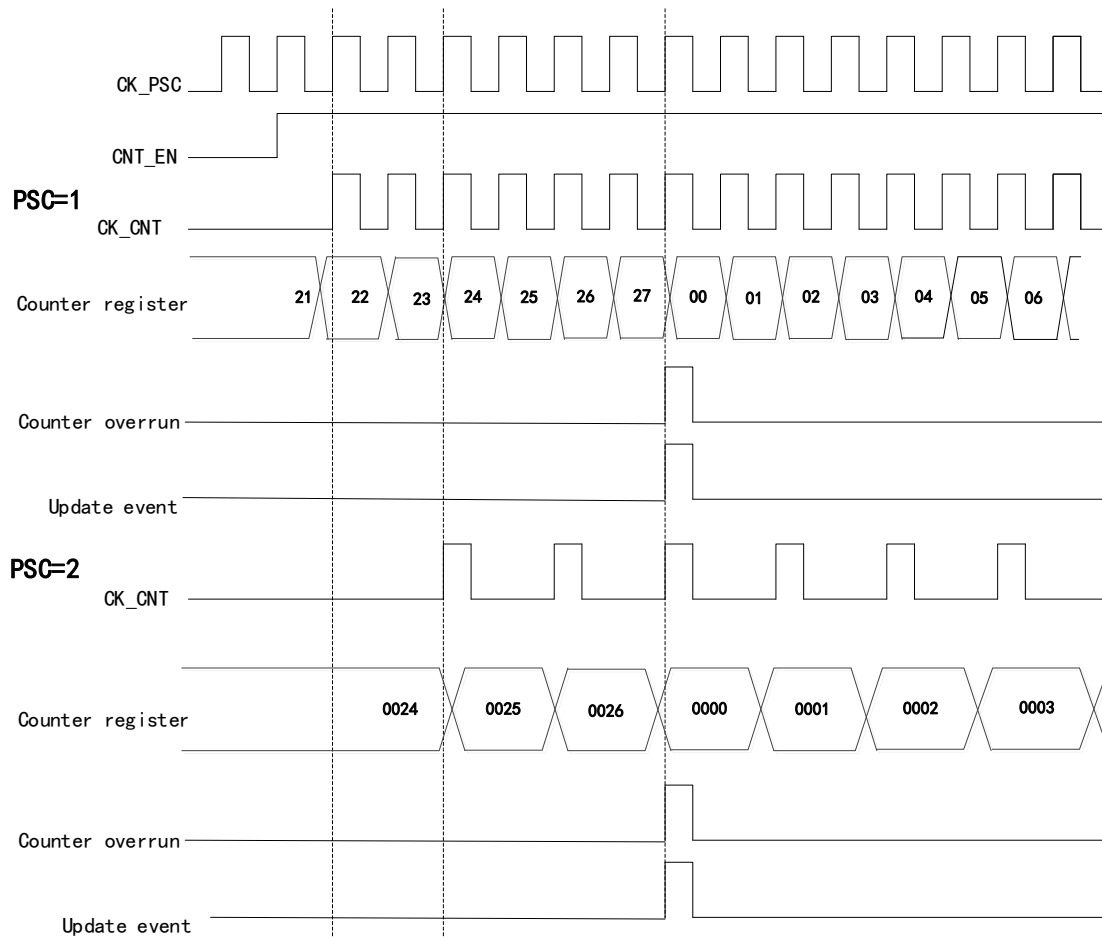 CK_PSC
CNT_EN
PSC=1
CK_CNT
Counter register 21 22 23 24 25 26 27 00 01 02 03 04 05 06
Counter overrun
Update event
PSC=2
CK_CNT
Counter register 0024 0025 0026 0000 0001 0002 0003
Counter overrun
Update event